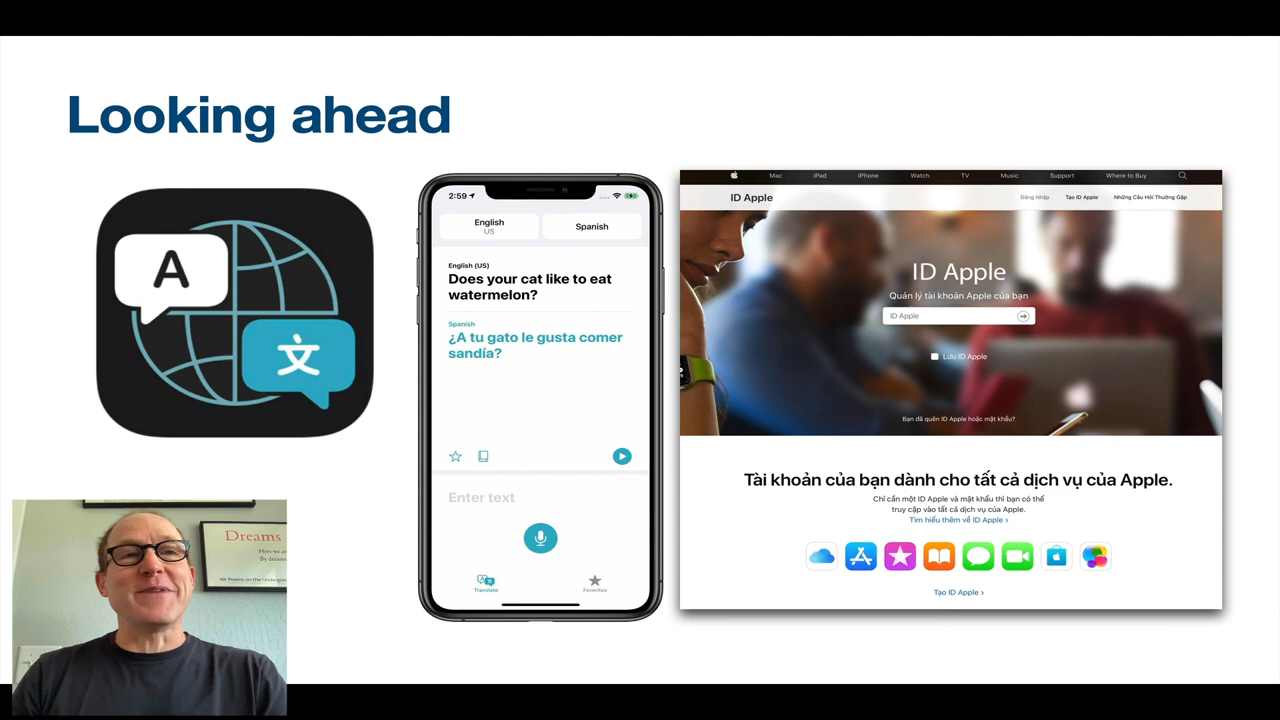 Looking ahead
A
文
2:59
English
US
Spanish
English (US)
Does your cat like to eat
watermelon?
Spanish
¿A tu gato le gusta comer
sandía?
Enter text
Translate
Favorites
Mac iPad iPhone Watch TV Music Support Where to Buy
ID Apple
Đăng Nhập Tạo ID Apple Những Câu Hỏi Thường Gặp
ID Apple
Quản lý tài khoản Apple của bạn
ID Apple
Lưu ID Apple
Bạn đã quên ID Apple hoặc mật khẩu?
Tài khoản của bạn dành cho tất cả dịch vụ của Apple.
Chỉ cần một ID Apple và mật khẩu thì bạn có thể
truy cập vào tất cả dịch vụ của Apple.
Tìm hiểu thêm về ID Apple >
Tạo ID Apple >
Dreams